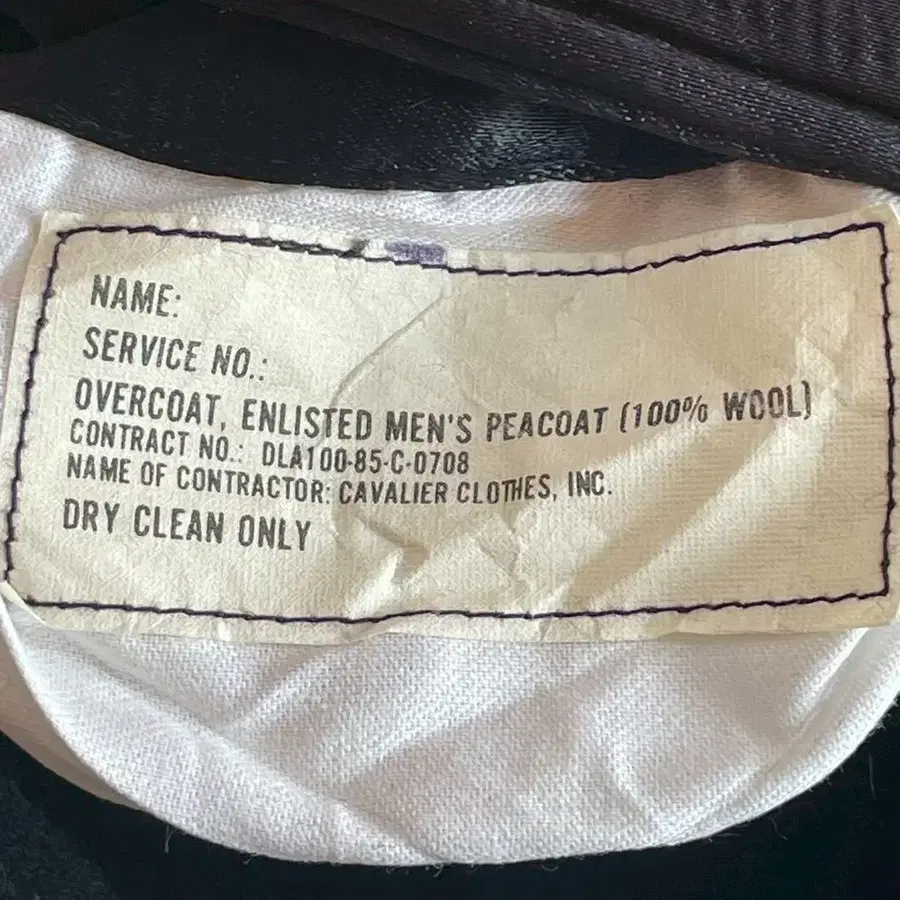 NAME:
SERVICE NO.:
OVERCOAT, ENLISTED MEN'S PEACOAT (100% WOOL)
CONTRACT NO.: DLA100-85-C-0708
NAME OF CONTRACTOR: CAVALIER CLOTHES, INC.
DRY CLEAN ONLY